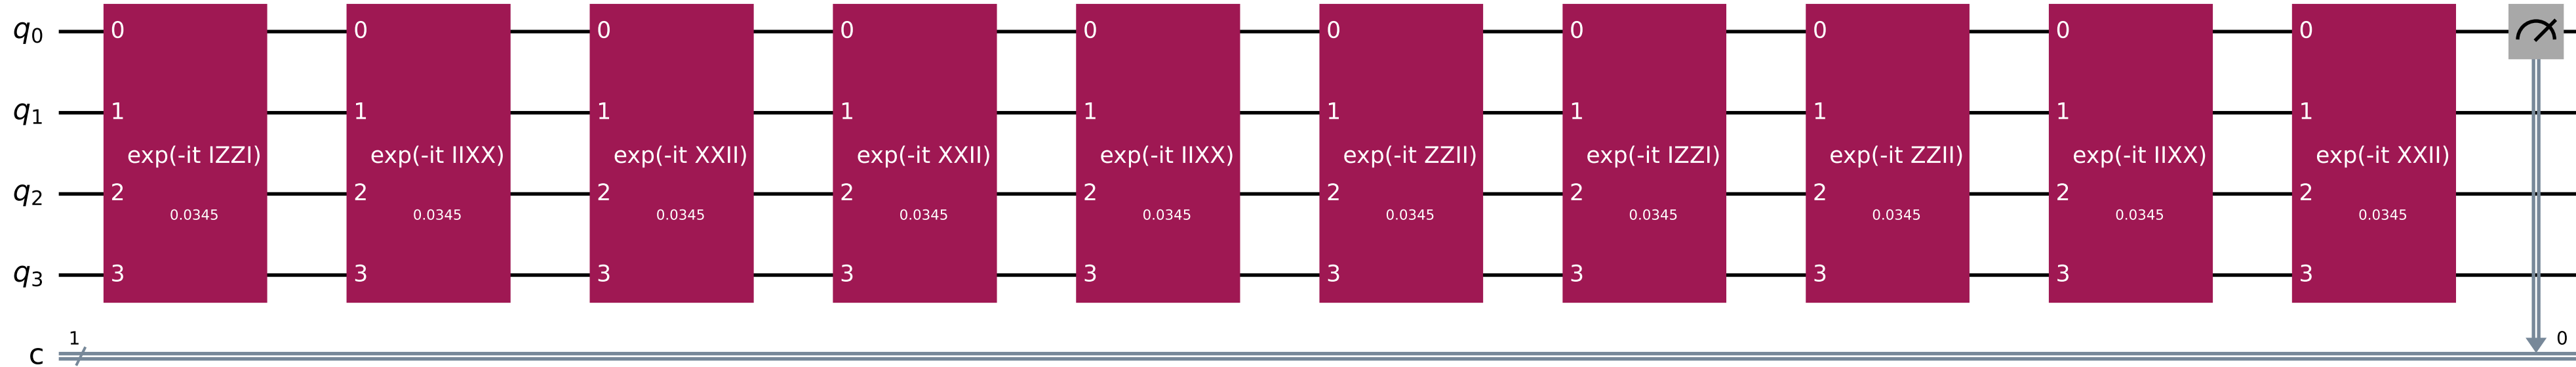 q0 0 0 0 0 0 0 0 0 0 0
q1 1 1 1 1 1 1 1 1 1 1
exp(-it IZZI) exp(-it IIXX) exp(-it XXII) exp(-it XXII) exp(-it IIXX) exp(-it ZZII) exp(-it IZZI) exp(-it ZZII) exp(-it IIXX) exp(-it XXII)
q2 2 2 2 2 2 2 2 2 2 2
0.0345 0.0345 0.0345 0.0345 0.0345 0.0345 0.0345 0.0345 0.0345 0.0345
q3 3 3 3 3 3 3 3 3 3 3
1 0
c